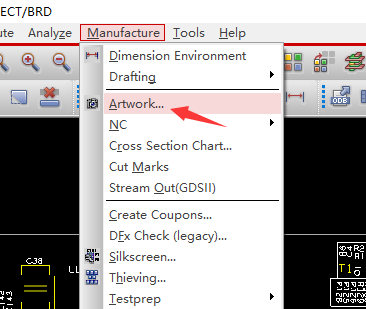 ECT/BRD
ute Analyze Manufacture Tools Help
Dimension Environment
Drafting
Artwork...
NC
Cross Section Chart...
Cut Marks
Stream Out(GDSII)
Create Coupons...
DFx Check (legacy)...
Silkscreen...
Thieving...
Testprep
ODB
C38
LL
T1